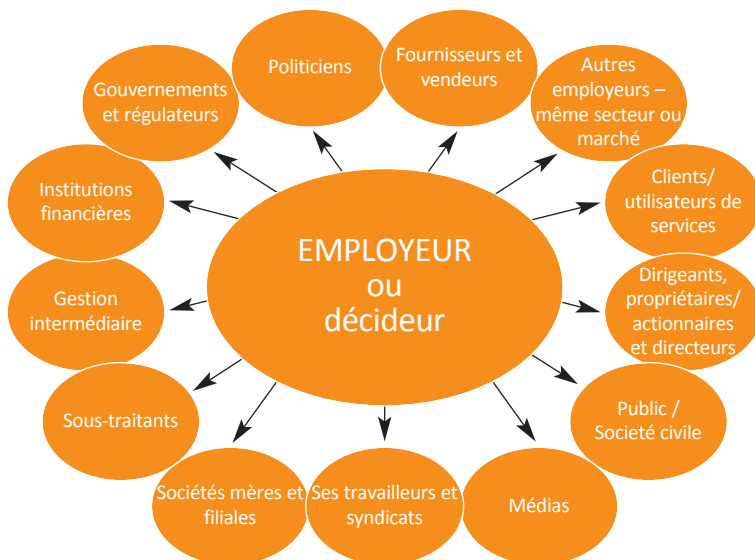 Politiciens
Fournisseurs et
vendeurs
Autres
employeurs –
même secteur ou
marché
Clients/
utilisateurs de
services
Dirigeants,
propriétaires/
actionnaires
et directeurs
Public /
Societé civile
Médias
Ses travailleurs et
syndicats
Sociétés mères et
filiales
Sous-traitants
Gestion
intermédiaire
Institutions
financières
Gouvernements
et régulateurs
EMPLOYEUR
ou
décideur